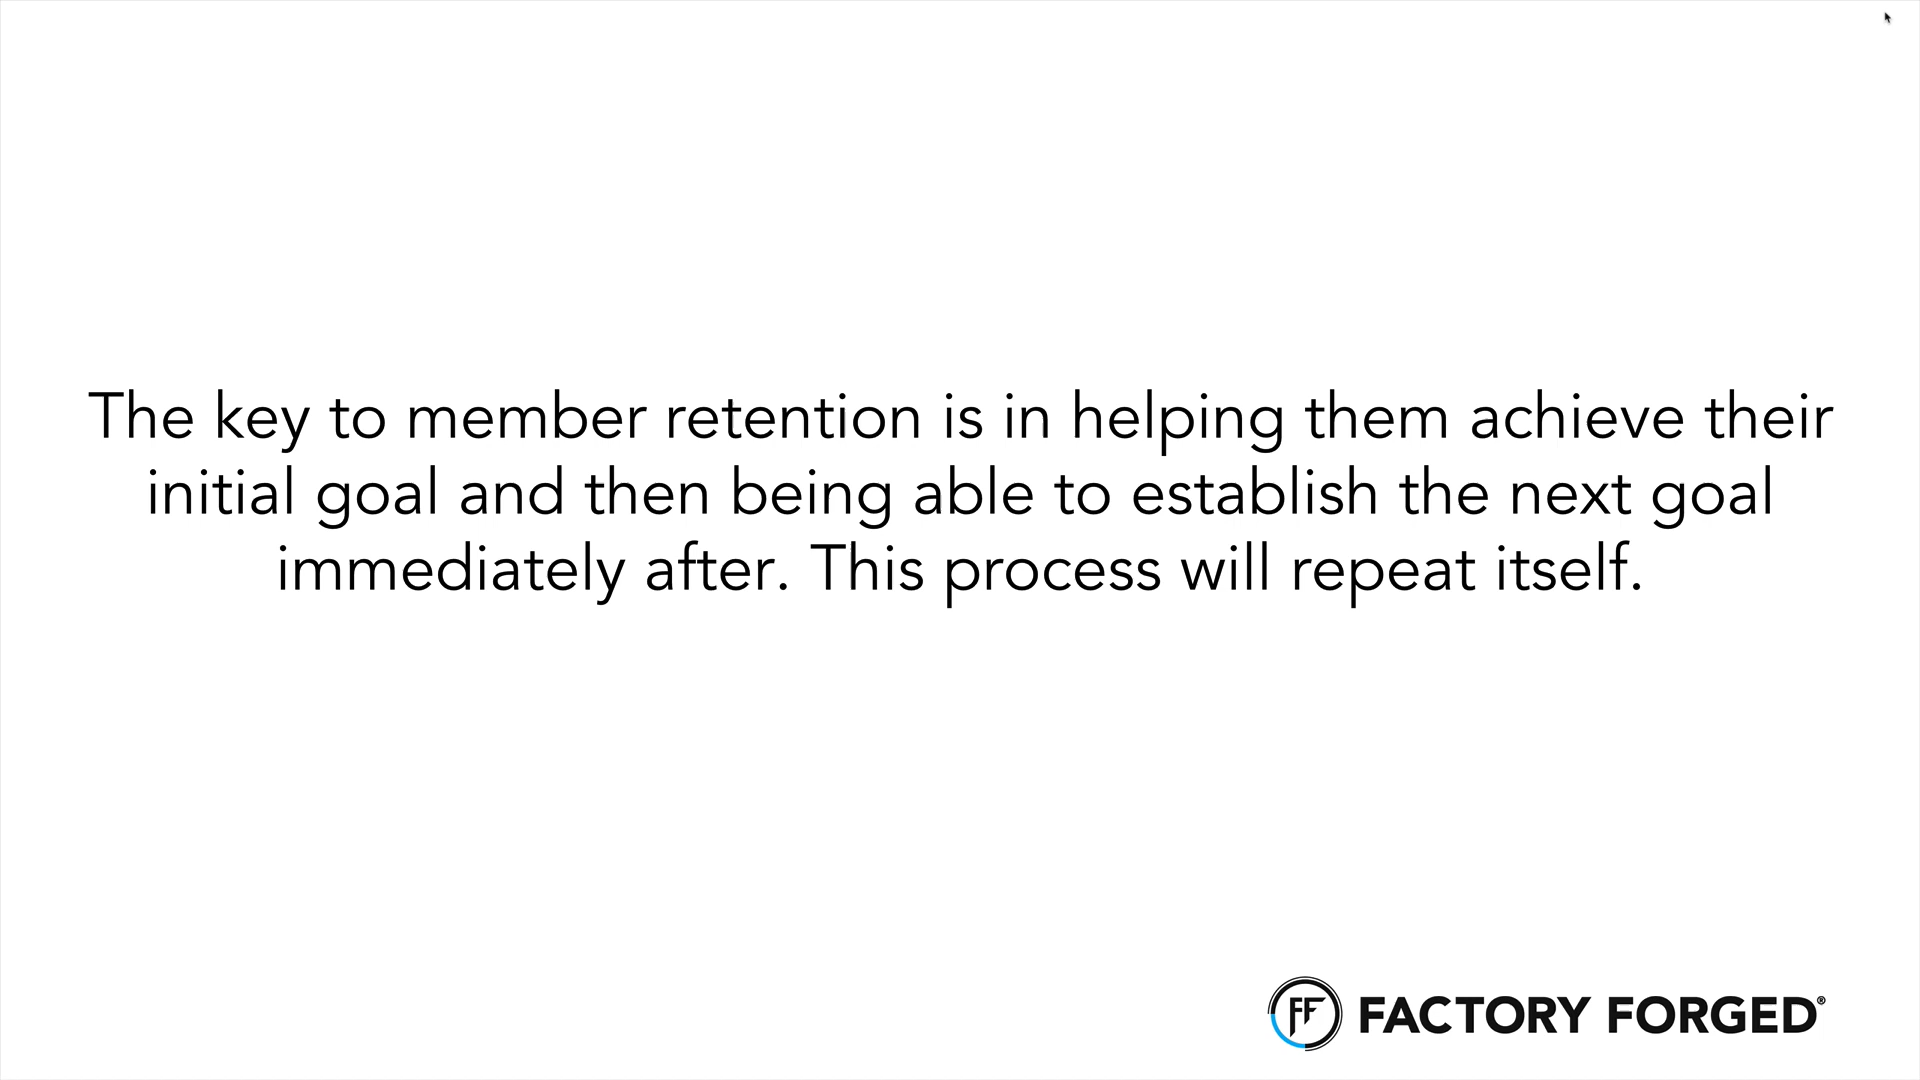 The key to member retention is in helping them achieve their
initial goal and then being able to establish the next goal
immediately after. This process will repeat itself.
FF FACTORY FORGED®